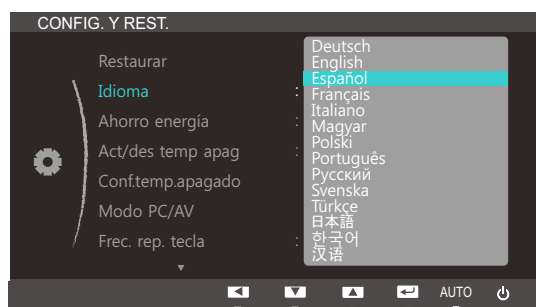 CONFIG. Y REST.
Restaurar
Idioma :
Ahorro energía :
Act/des temp apag :
Conf.temp.apagado
Modo PC/AV
Frec. rep. tecla :
Deutsch
English
Español
Français
Italiano
Magyar
Polski
Português
Русский
Svenska
Türkçe
日本語
한국어
汉语
AUTO